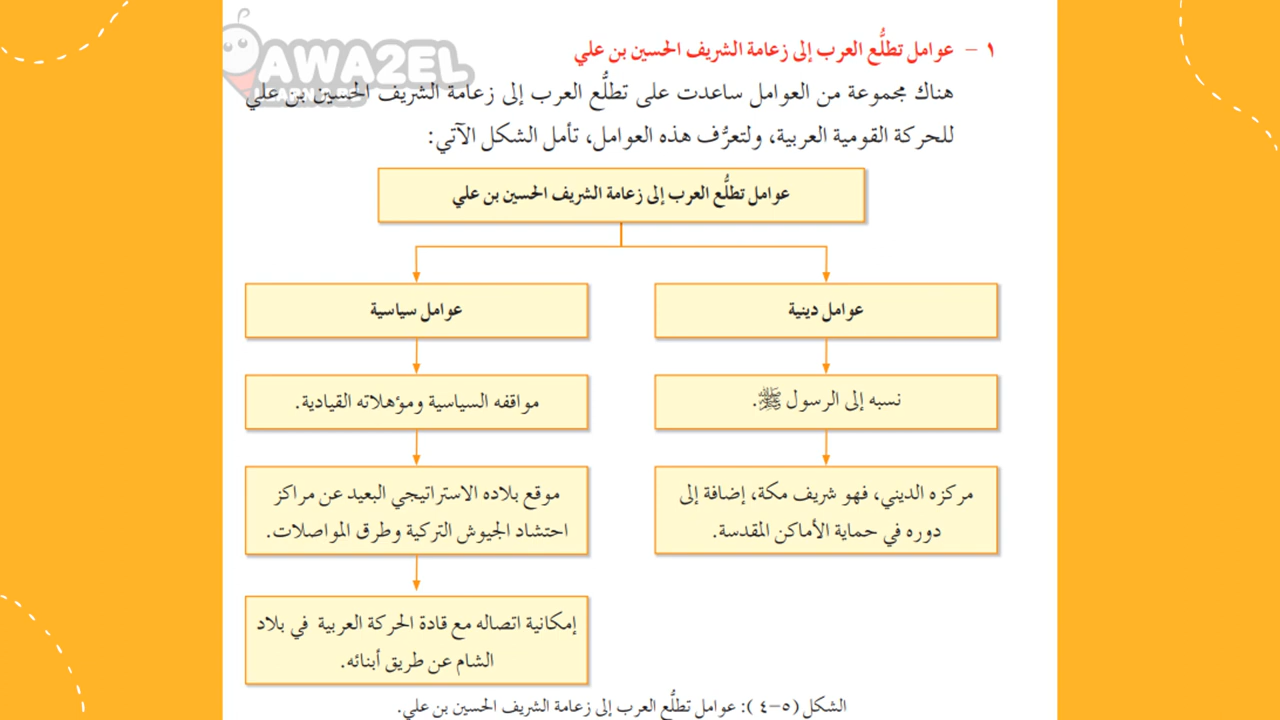 AWA2EL
LEARN 2 BE
١ - عوامل تطلُّع العرب إلى زعامة الشريف الحسين بن علي
هناك مجموعة من العوامل ساعدت على تطلُّع العرب إلى زعامة الشريف الحسين بن علي
للحركة القومية العربية، ولتعرُّف هذه العوامل، تأمل الشكل الآتي:
عوامل تطلُّع العرب إلى زعامة الشريف الحسين بن علي
عوامل دينية
نسبه إلى الرسول ﷺ.
مركزه الديني، فهو شريف مكة، إضافة إلى
دوره في حماية الأماكن المقدسة.
عوامل سياسية
مواقفه السياسية ومؤهلاته القيادية.
موقع بلاده الاستراتيجي البعيد عن مراكز
احتشاد الجيوش التركية وطرق المواصلات.
إمكانية اتصاله مع قادة الحركة العربية في بلاد
الشام عن طريق أبنائه.
الشكل (٥-٤): عوامل تطلُّع العرب إلى زعامة الشريف الحسين بن علي.